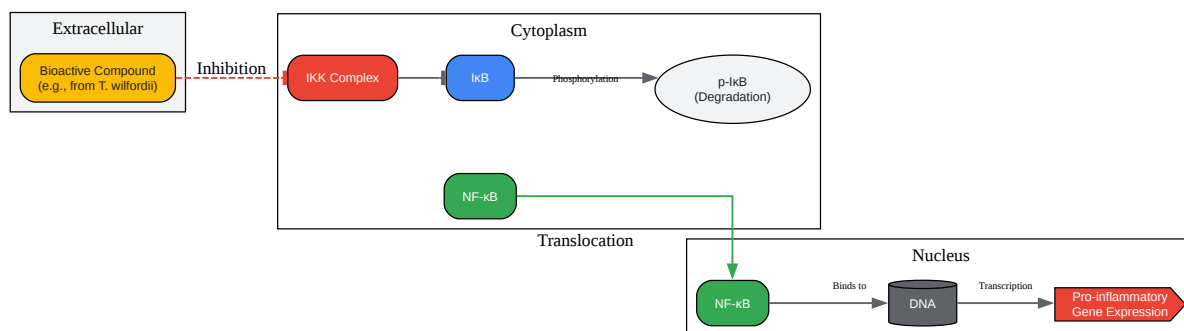 Extracellular
Bioactive Compound
(e.g., from T. wilfordii)
Inhibition
Cytoplasm
IKK Complex
IκB
Phosphorylation
p-IκB
(Degradation)
NF-κB
Translocation
Nucleus
NF-κB
Binds to
DNA
Transcription
Pro-inflammatory
Gene Expression